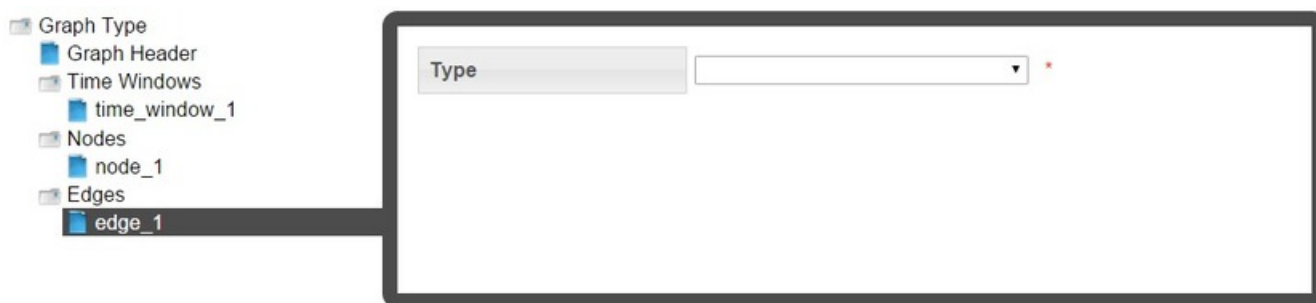 Graph Type
Graph Header
Time Windows
time_window_1
Nodes
node_1
Edges
edge_1
Type
*